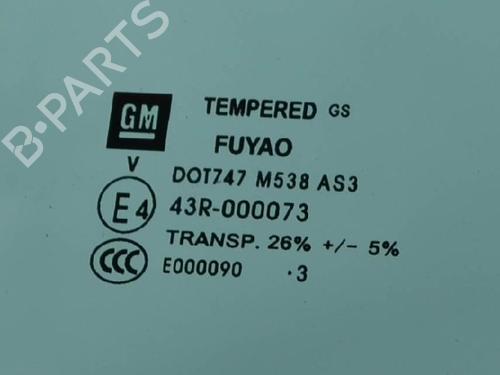 B-PARTS
GM TEMPERED GS
FUYAO
V
DOT747 M538 AS3
E4 43R-000073
TRANSP. 26% +/- 5%
CCC E000090 .3